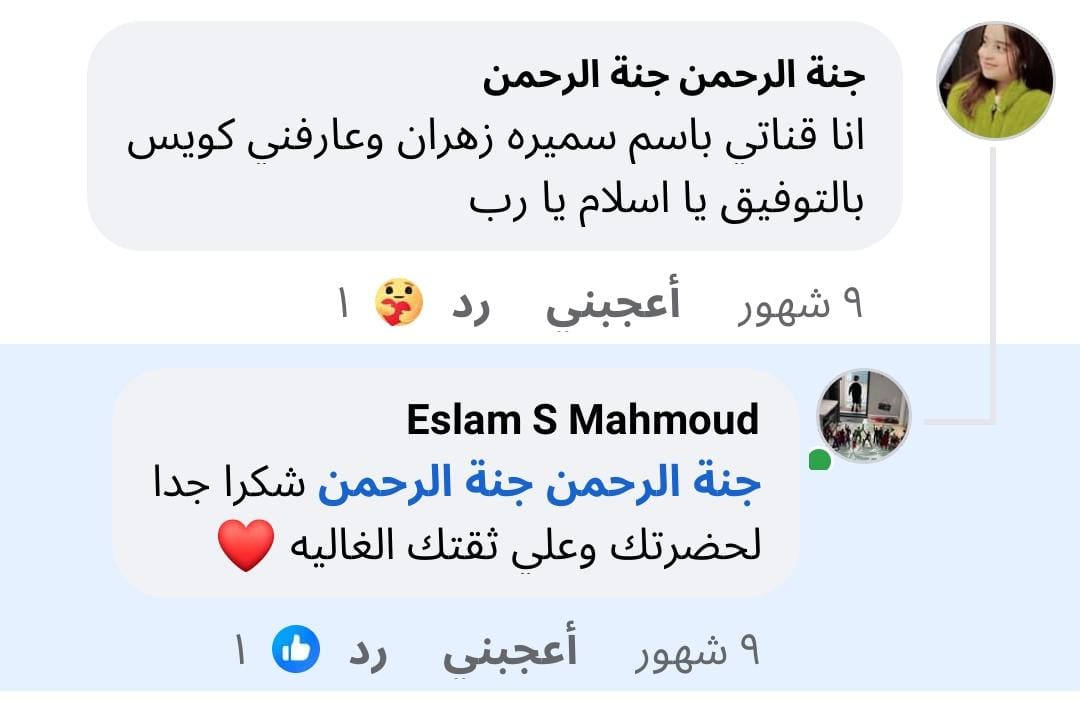 جنة الرحمن جنة الرحمن
انا قناتي باسم سميره زهران وعارفني كويس
بالتوفيق يا اسلام يا رب
٩ شهور أعجبني رد ١
Eslam S Mahmoud
جنة الرحمن جنة الرحمن شكرا جدا
لحضرتك وعلي ثقتك الغاليه ❤️
٩ شهور أعجبني رد ١